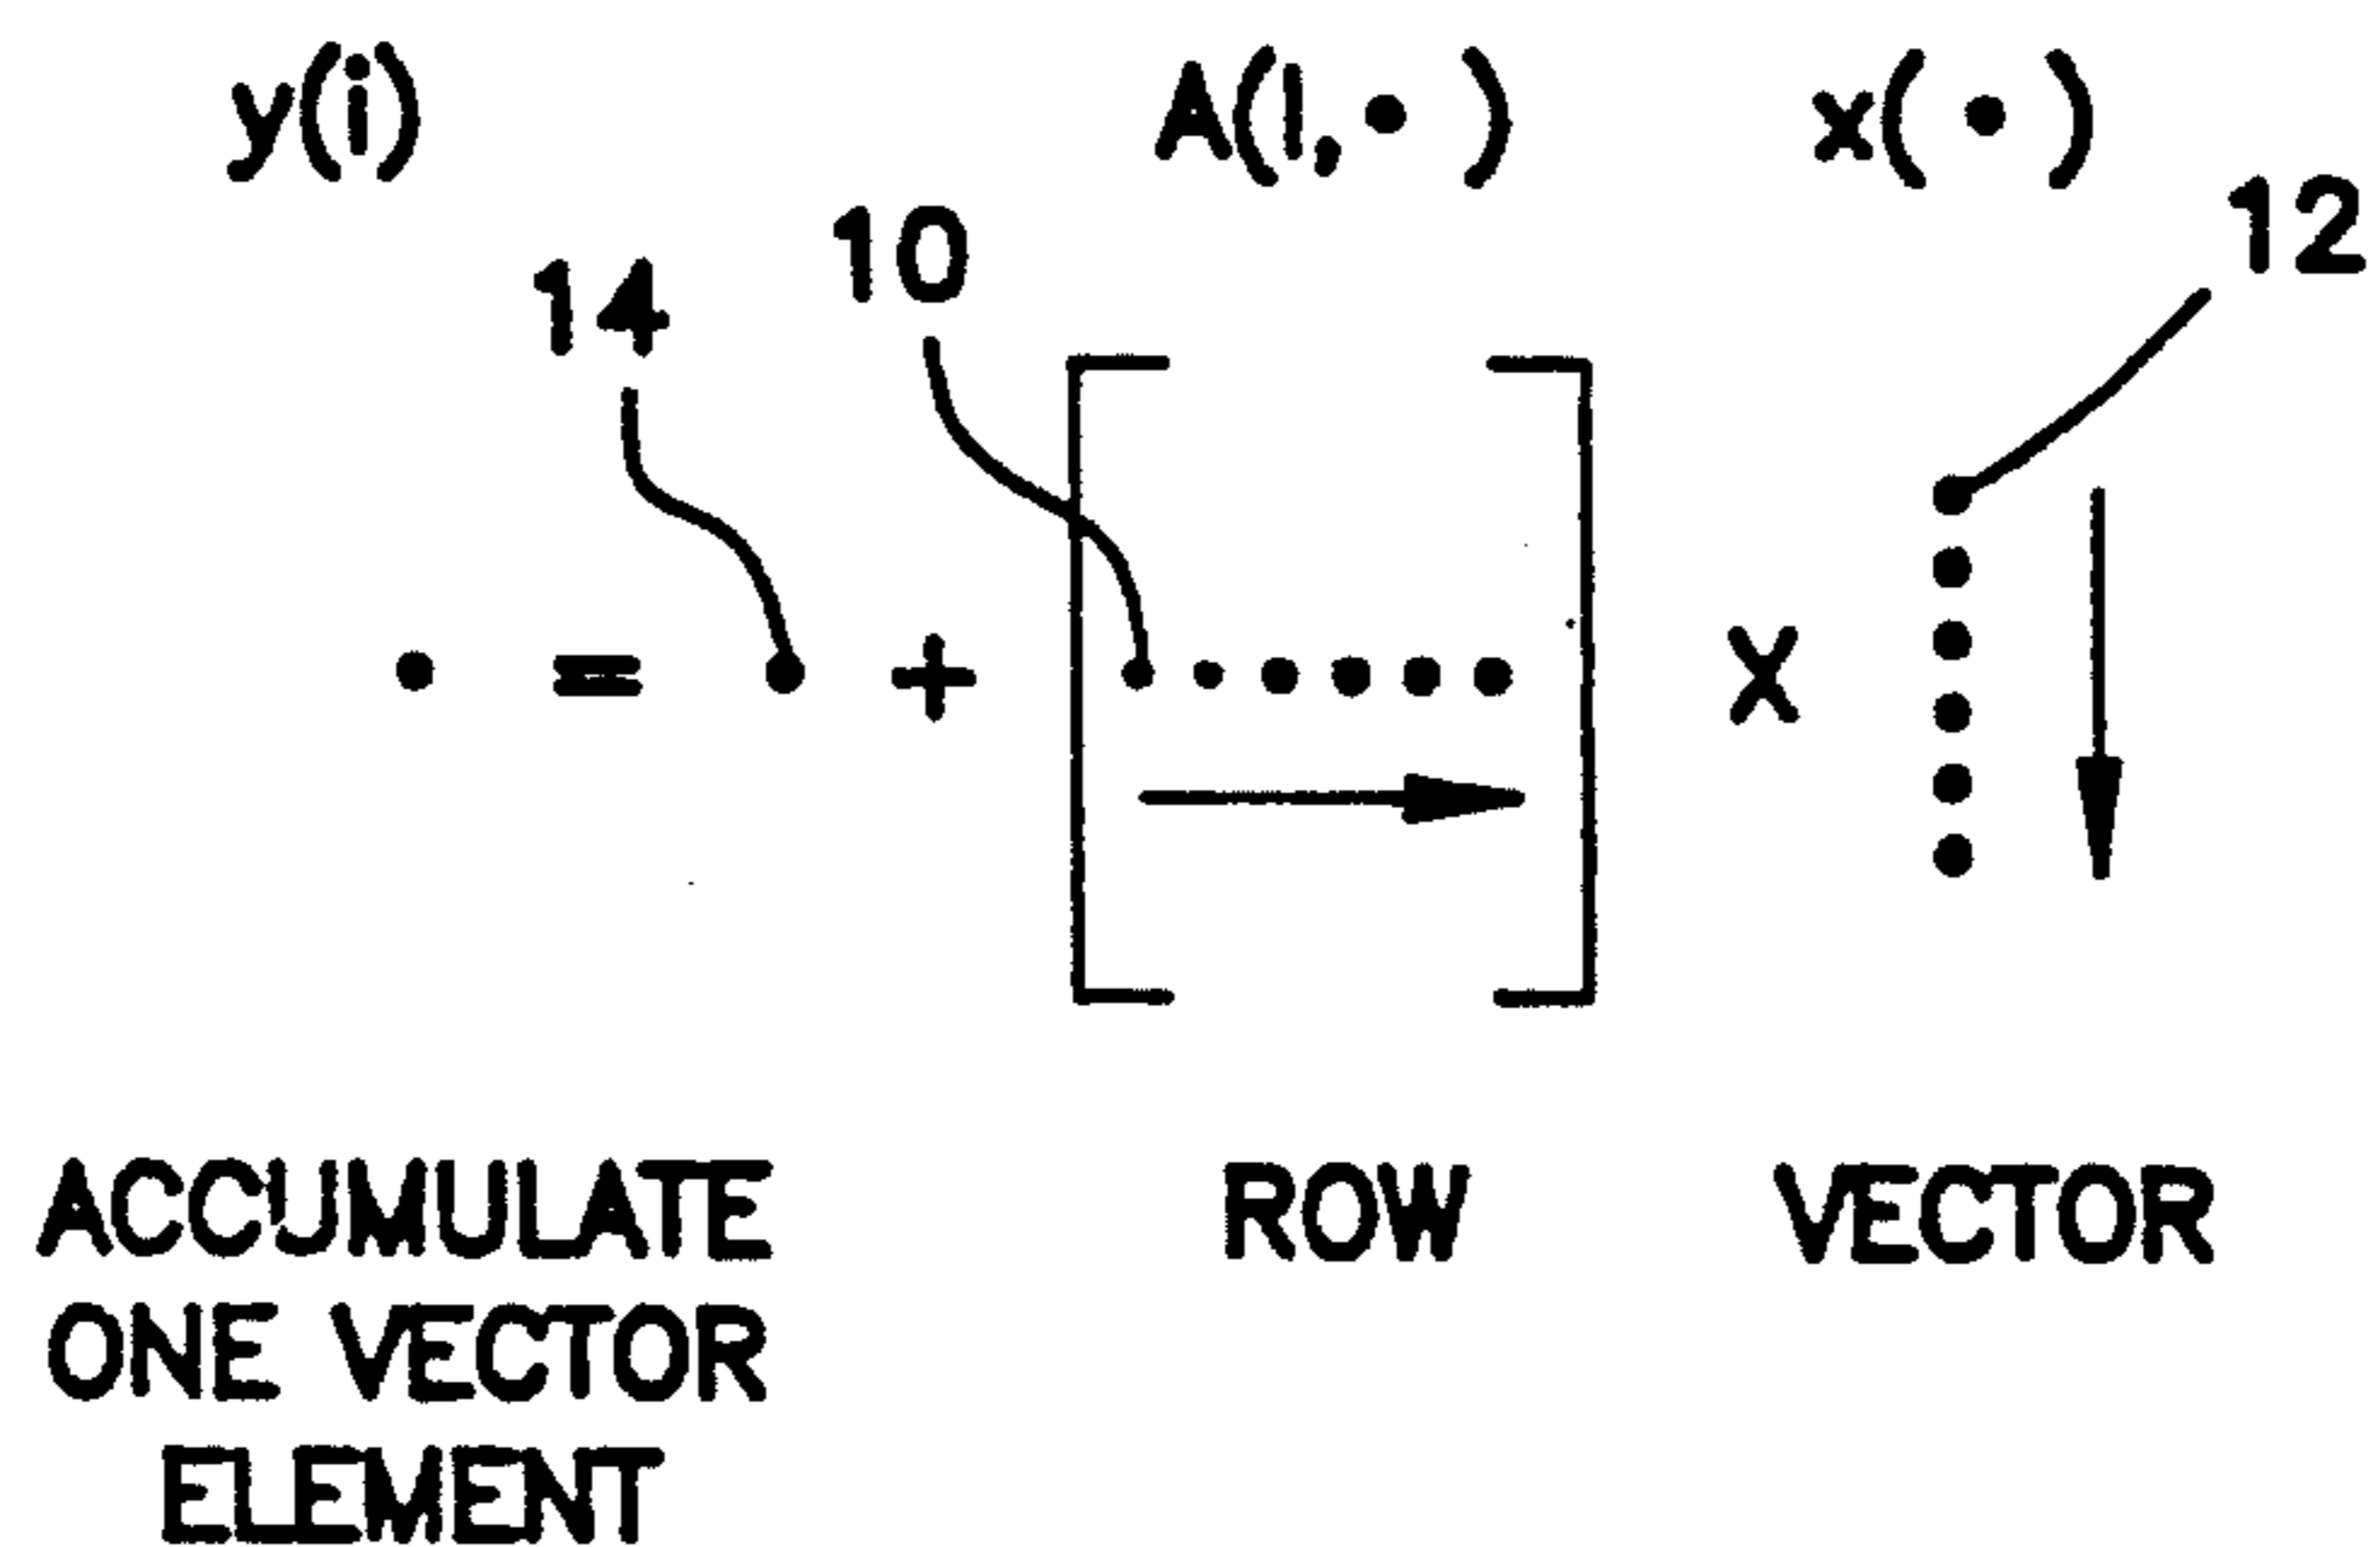 y(i) A(I,• ) x( • )
14 10 12
• = • + [ • • • • • • ] X
ACCUMULATE ROW VECTOR
ONE VECTOR
ELEMENT